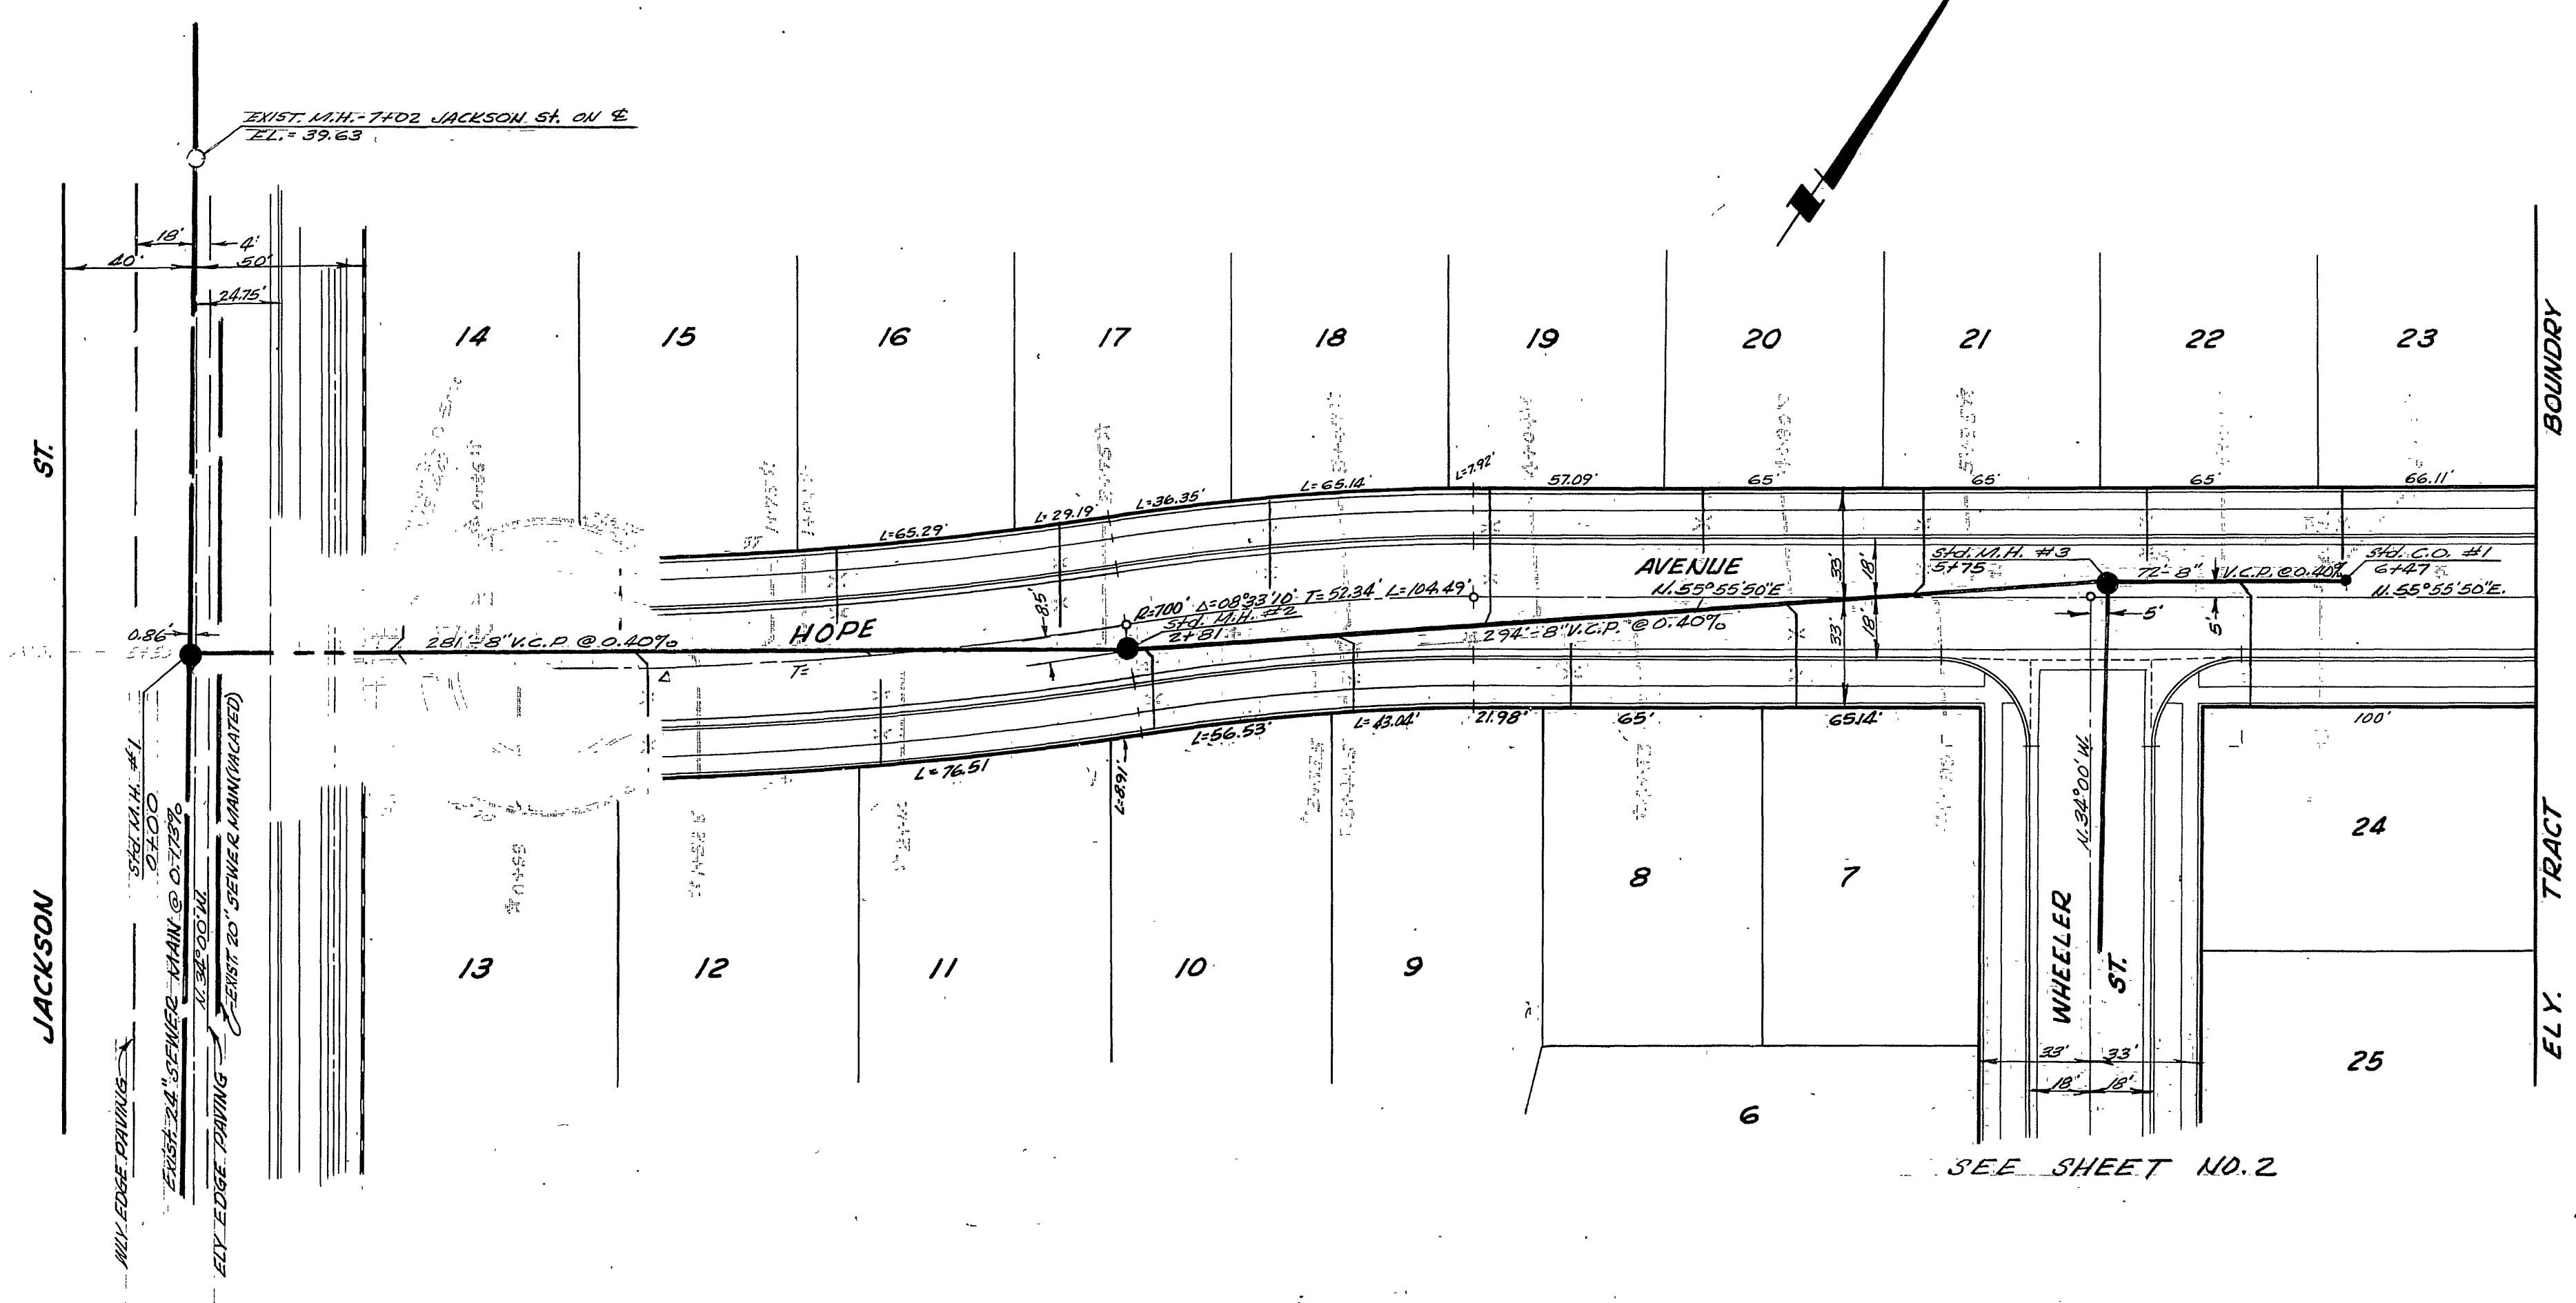 EXIST. M.H.-7+02 JACKSON St. ON ℄
EL.= 39.63
18'
4'
40'
50'
24.75'
14
15
16
17
18
19
20
21
22
23
BOUNDRY
ST.
L=65.29'
L=29.19'
L=36.35'
L=65.14'
L=7.92'
57.09'
65'
65'
65'
66.11'
HOPE
AVENUE
N.55°55'50"E
33'
18'
33'
18'
Std. M.H. #3
5+75
72'-8" V.C.P. @ 0.40%
Std. C.O. #1
6+47
N.55°55'50"E.
5'
5'
0.86'
281'-8" V.C.P. @ 0.40%
8.5'
R=700' Δ=08°33'10" T=52.34' L=104.49'
Std. M.H. #2
2+81
294'-8" V.C.P. @ 0.40%
Δ
T=
L=76.51
L=8.91'
L=56.53'
L=43.04'
21.98'
65'
65.14'
100'
Std. M.H. #1
0+00
EXIST. 24" SEWER MAIN @ 0.773%
N.34°00'W.
EXIST. 20" SEWER MAIN (VACATED)
N.34°00'W.
13
12
11
10
9
8
7
6
24
25
JACKSON
WHEELER
ST.
ELY. TRACT
33'
33'
18'
18'
WLY EDGE PAVING
ELY EDGE PAVING
SEE SHEET NO. 2